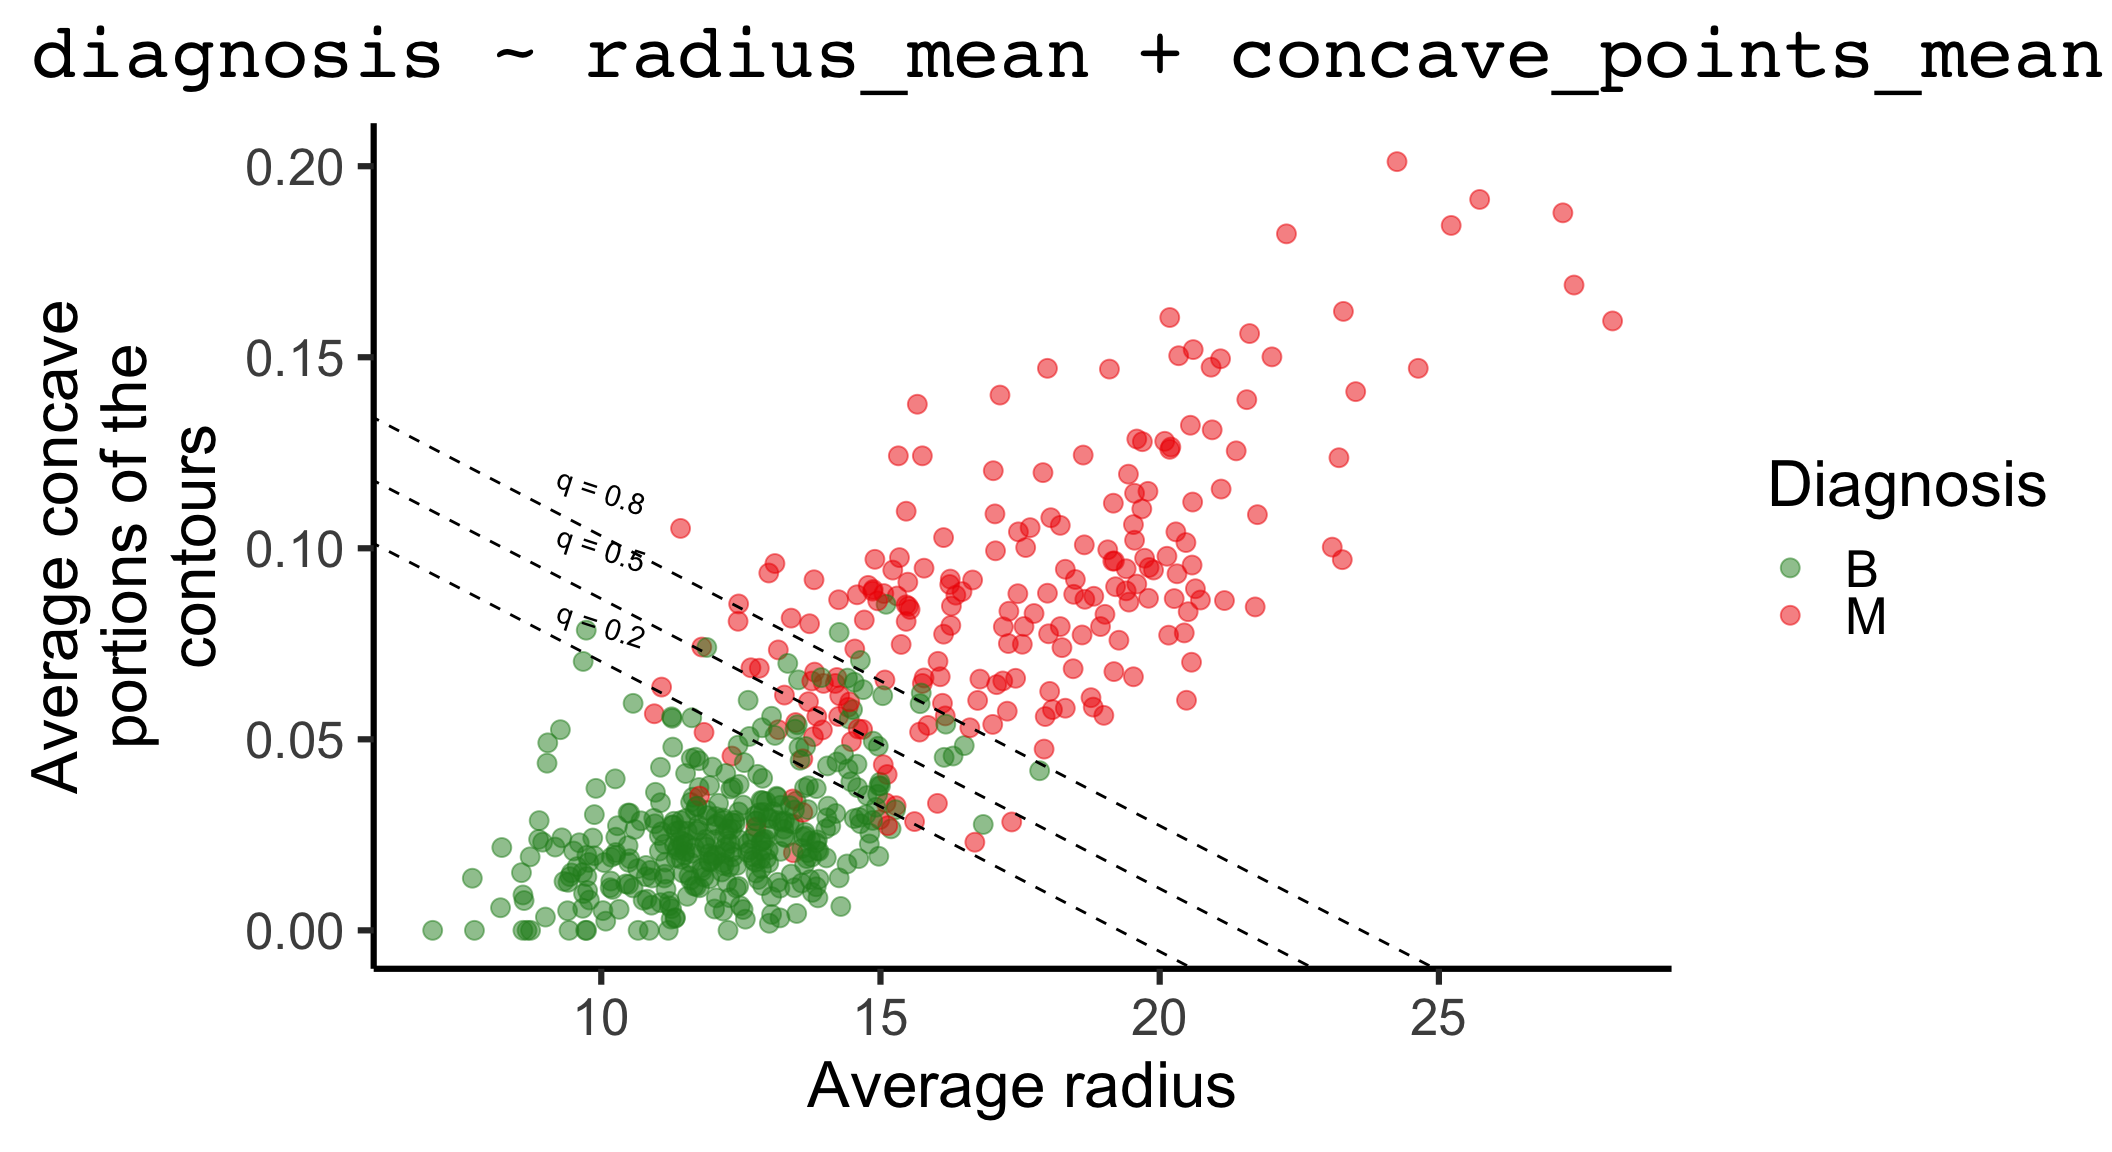 diagnosis ~ radius_mean + concave_points_mean
Average concave
portions of the
contours
0.20
0.15
0.10
0.05
0.00
q = 0.8
q = 0.5
q = 0.2
10 15 20 25
Average radius
Diagnosis
B
M